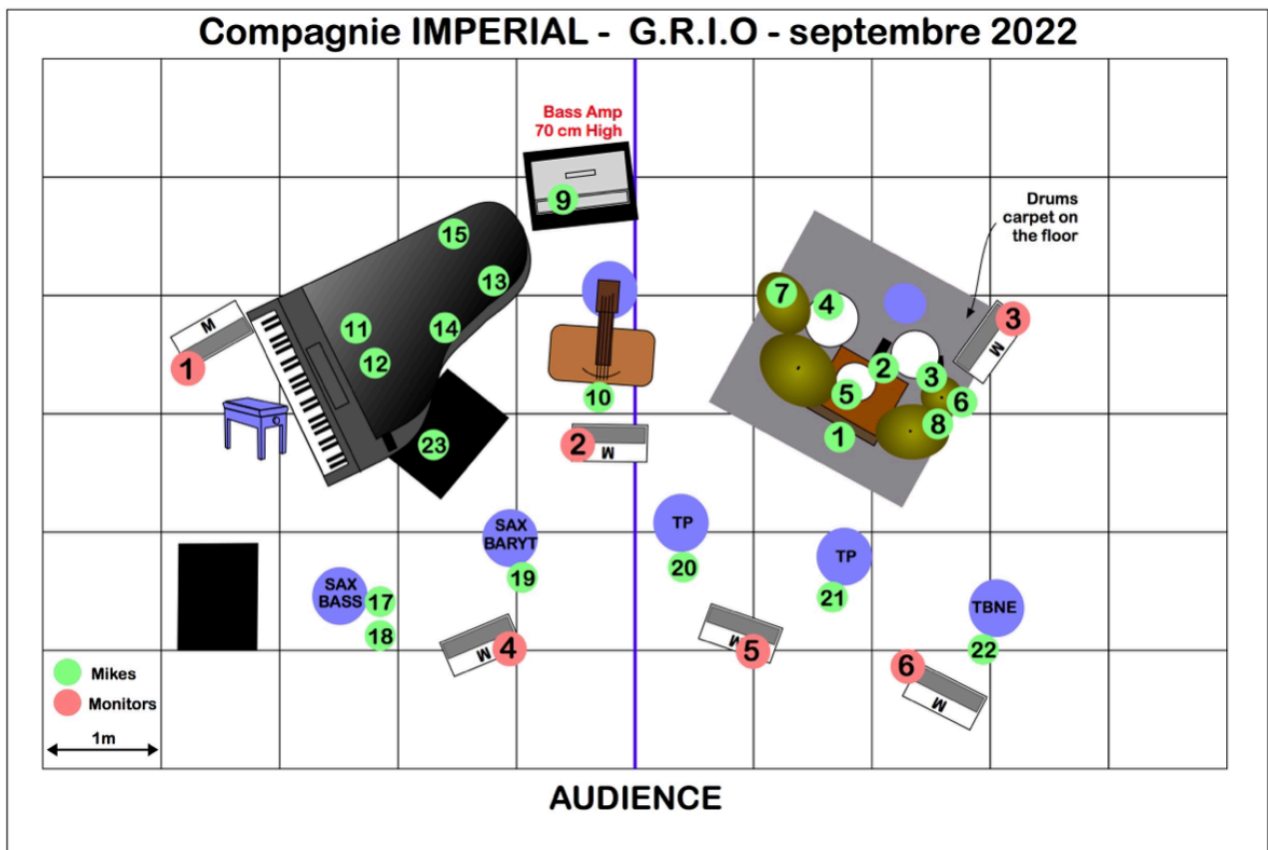 Compagnie IMPERIAL - G.R.I.O - septembre 2022
Bass Amp
70 cm High
9
Drums
carpet on
the floor
15
13
7
4
3
M
M
11
14
12
1
10
2
3
5
6
8
1
23
2
M
SAX
BARYT
TP
TP
19
20
SAX
BASS
17
18
21
TBNE
22
M
4
M
5
6
M
Mikes
Monitors
1m
AUDIENCE